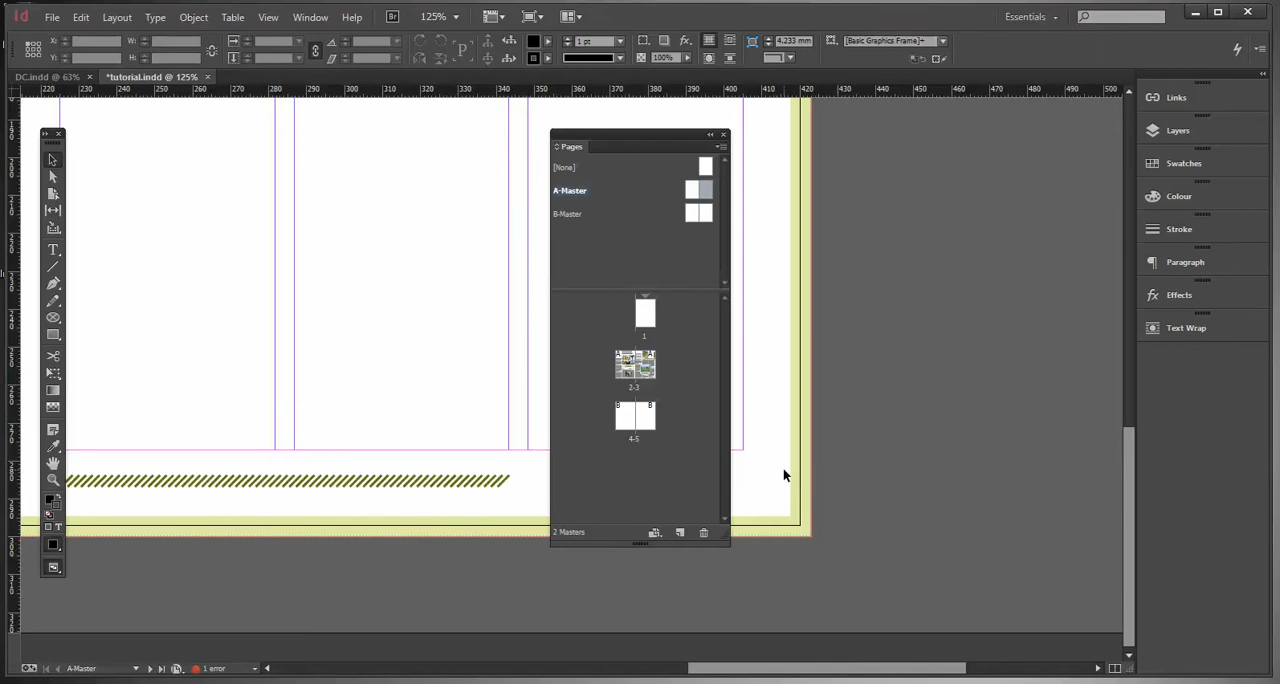 Id File Edit Layout Type Object Table View Window Help Br 125% Essentials
X: W: 1 pt fx. 4.233 mm [Basic Graphics Frame]+
Y: H: P 100%
DC.indd @ 63% × *tutorial.indd @ 125% ×
220 230 240 250 260 270 280 290 300 310 320 330 340 350 360 370 380 390 400 410 420 430 440 450 460 470 480 490 500
Pages
[None]
A-Master
B-Master
1
A A
2-3
B B
4-5
2 Masters
Links
Layers
Swatches
Colour
Stroke
Paragraph
fx Effects
Text Wrap
T
T
A-Master 1 error